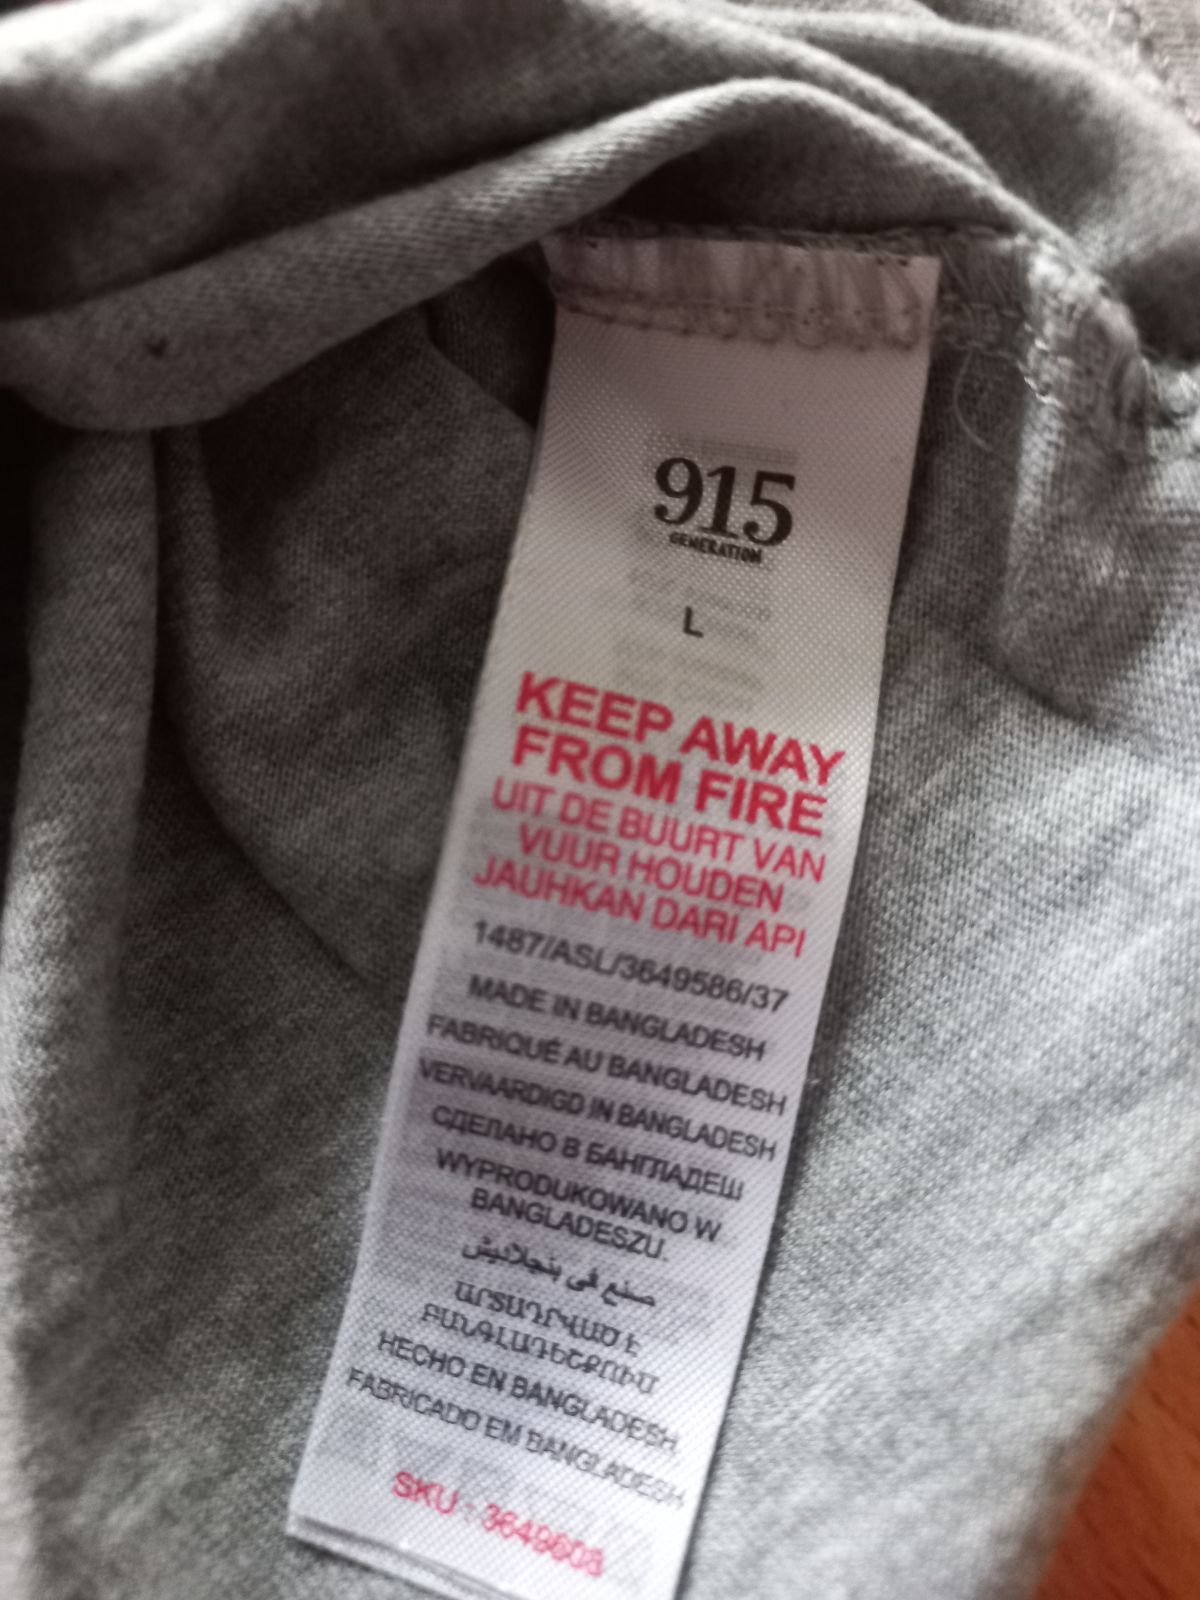 915
GENERATION
L
KEEP AWAY
FROM FIRE
UIT DE BUURT VAN
VUUR HOUDEN
JAUHKAN DARI API
1487/ASL/3649586/37
MADE IN BANGLADESH
FABRIQUÉ AU BANGLADESH
VERVAARDIGD IN BANGLADESH
СДЕЛАНО В БАНГЛАДЕШ
WYPRODUKOWANO W
BANGLADESZU.
صنع في بنجلاديش
ԱՐՏԱԴՐՎԱԾ Է
ԲԱՆԳԼԱԴԵՇՔՈՒՄ
HECHO EN BANGLADESH
FABRICADO EM BANGLADESH
SKU : 3649608